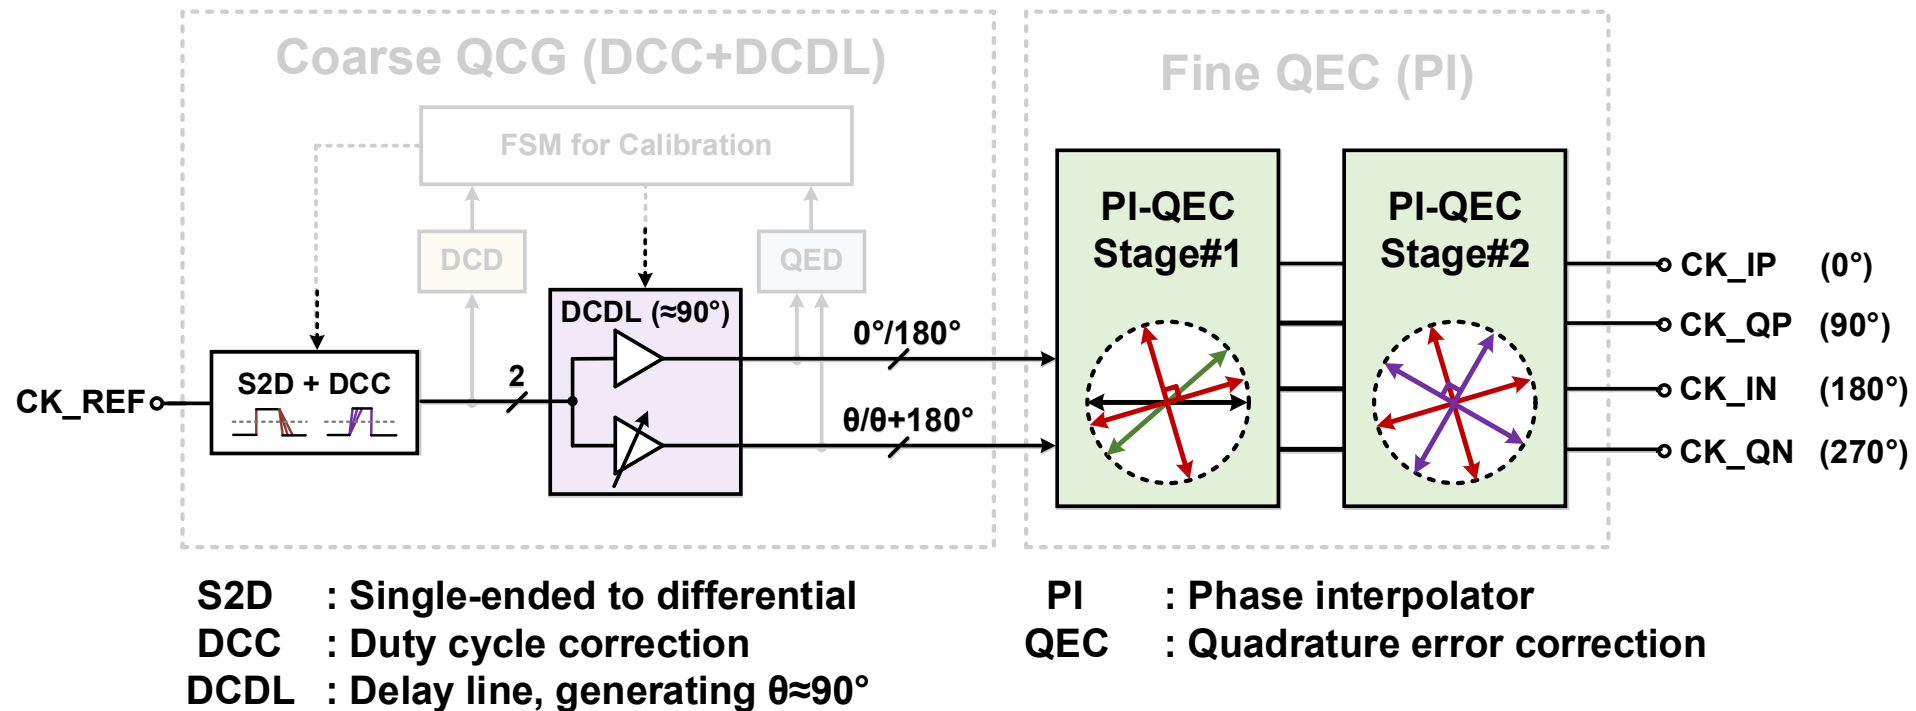 Coarse QCG (DCC+DCDL)
Fine QEC (PI)
FSM for Calibration
DCD
QED
PI-QEC
Stage#1
PI-QEC
Stage#2
DCDL (≈90°)
S2D + DCC
CK_REF
2
0°/180°
θ/θ+180°
CK_IP (0°)
CK_QP (90°)
CK_IN (180°)
CK_QN (270°)
S2D : Single-ended to differential
DCC : Duty cycle correction
DCDL : Delay line, generating θ≈90°
PI : Phase interpolator
QEC : Quadrature error correction